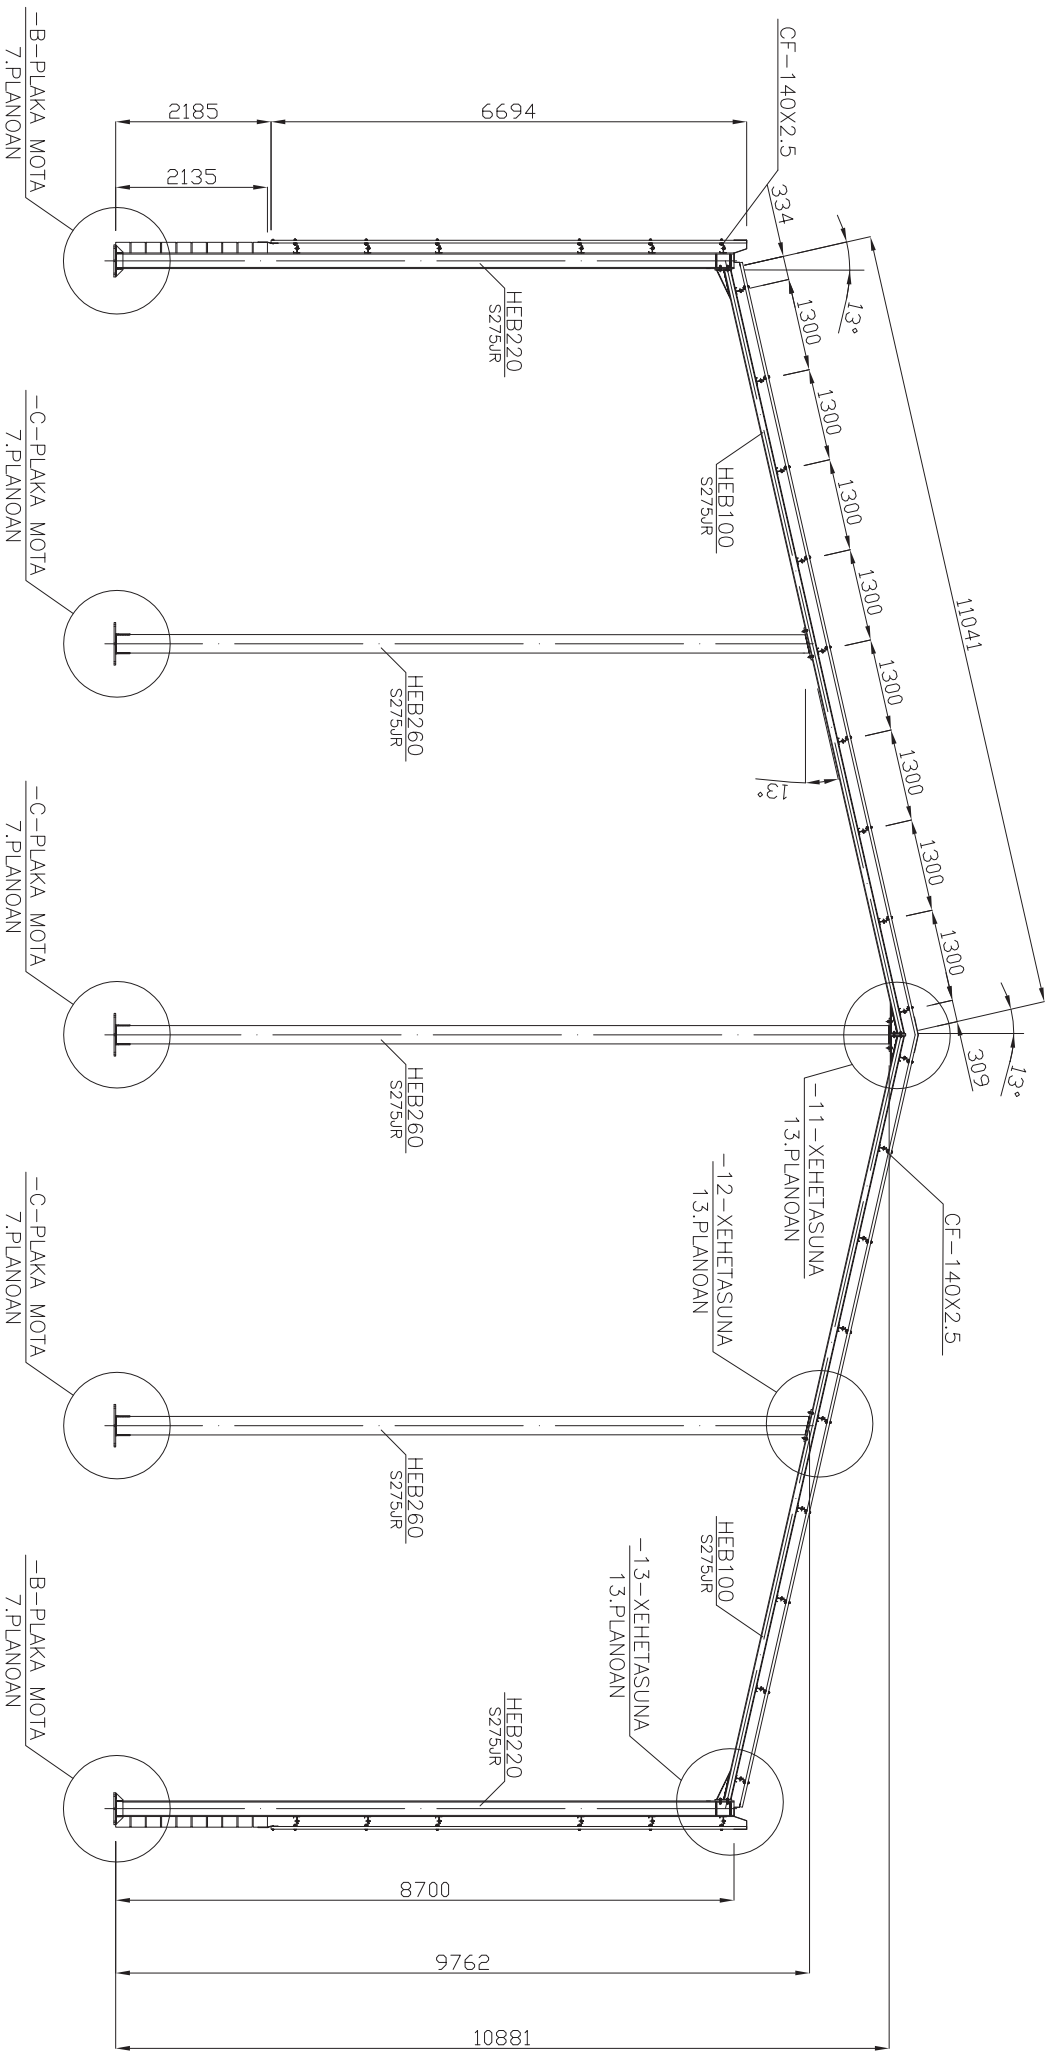 11041
13°
13°
309
1300
1300
1300
1300
1300
1300
1300
1300
334
CF-140X2.5
CF-140X2.5
6694
2185
2135
13°
HEB100
S275JR
HEB100
S275JR
-11-XEHETASUNA
13.PLANOAN
-12-XEHETASUNA
13.PLANOAN
-13-XEHETASUNA
13.PLANOAN
HEB220
S275JR
HEB260
S275JR
HEB260
S275JR
HEB260
S275JR
HEB220
S275JR
8700
9762
10881
-B-PLAKA MOTA
7.PLANOAN
-C-PLAKA MOTA
7.PLANOAN
-C-PLAKA MOTA
7.PLANOAN
-C-PLAKA MOTA
7.PLANOAN
-B-PLAKA MOTA
7.PLANOAN